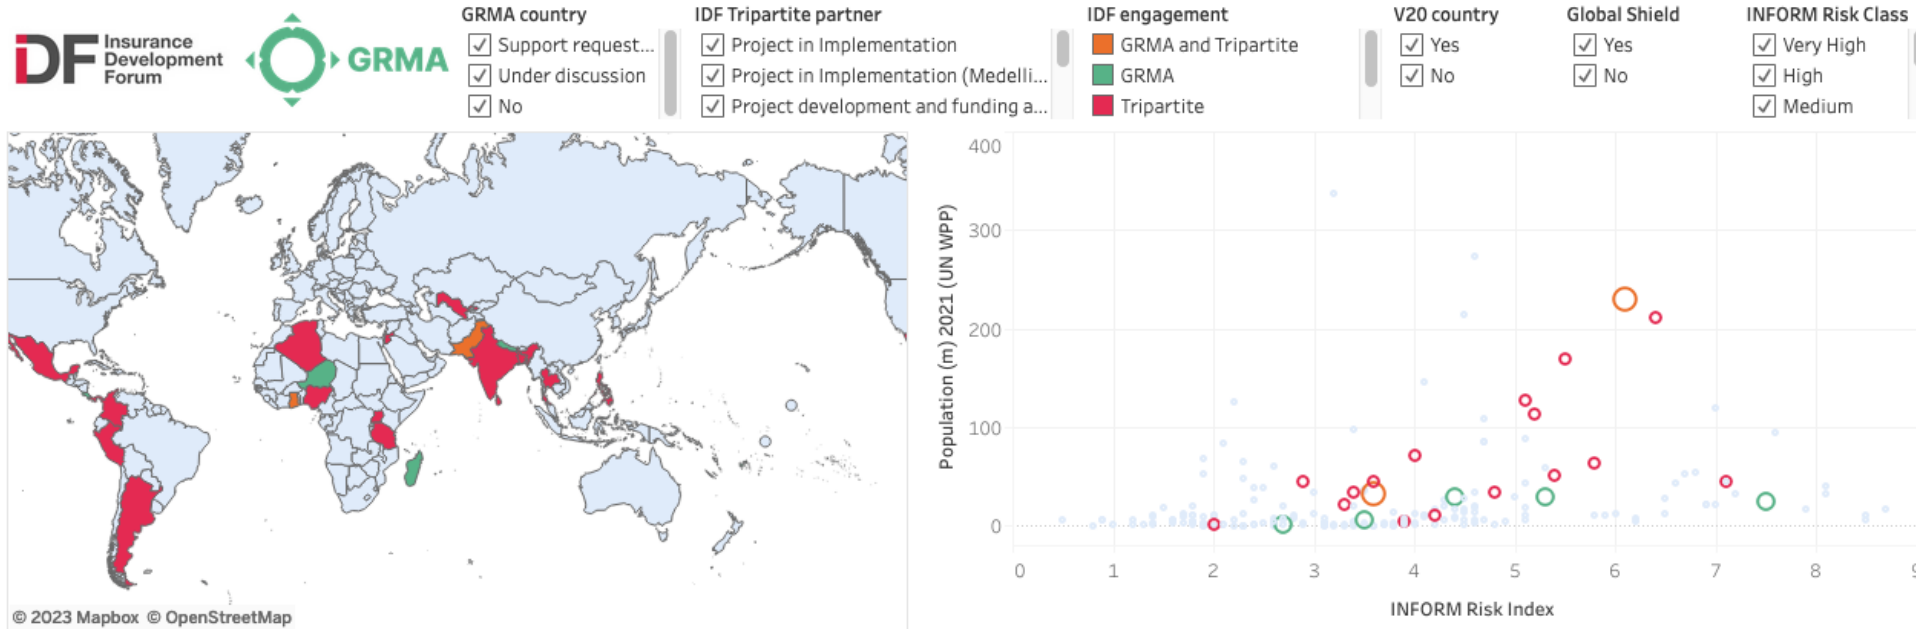 IDF Insurance
Development
Forum
GRMA
GRMA country
Support request...
Under discussion
No
IDF Tripartite partner
Project in Implementation
Project in Implementation (Medelli...
Project development and funding a...
IDF engagement
GRMA and Tripartite
GRMA
Tripartite
V20 country
Yes
No
Global Shield
Yes
No
INFORM Risk Class
Very High
High
Medium
© 2023 Mapbox © OpenStreetMap
Population (m) 2021 (UN WPP)
400
300
200
100
0
0 1 2 3 4 5 6 7 8 9
INFORM Risk Index